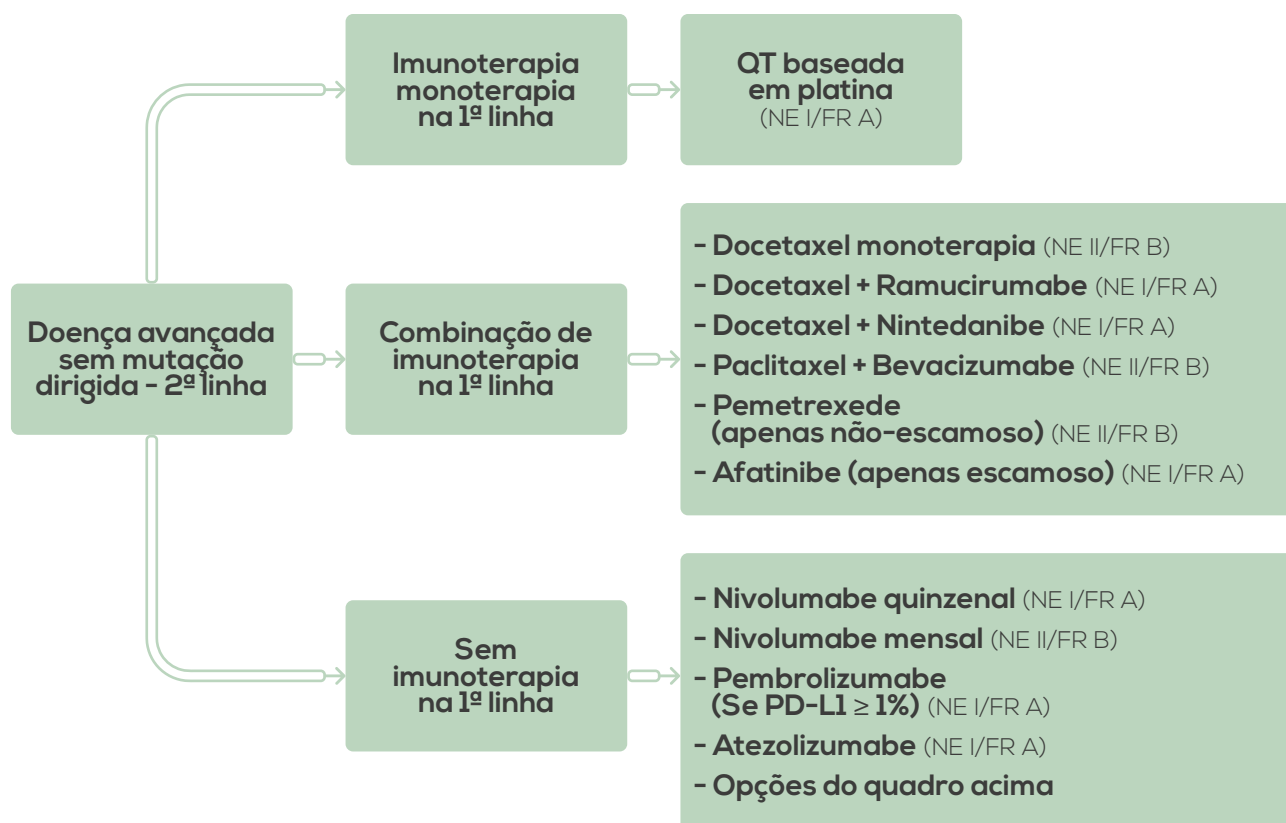 Imunoterapia
monoterapia
na 1ª linha
QT baseada
em platina
(NE I/FR A)
Doença avançada
sem mutação
dirigida - 2ª linha
Combinação de
imunoterapia
na 1ª linha
- Docetaxel monoterapia (NE II/FR B)
- Docetaxel + Ramucirumabe (NE I/FR A)
- Docetaxel + Nintedanibe (NE I/FR A)
- Paclitaxel + Bevacizumabe (NE II/FR B)
- Pemetrexede
(apenas não-escamoso) (NE II/FR B)
- Afatinibe (apenas escamoso) (NE I/FR A)
Sem
imunoterapia
na 1ª linha
- Nivolumabe quinzenal (NE I/FR A)
- Nivolumabe mensal (NE II/FR B)
- Pembrolizumabe
(Se PD-L1 ≥ 1%) (NE I/FR A)
- Atezolizumabe (NE I/FR A)
- Opções do quadro acima